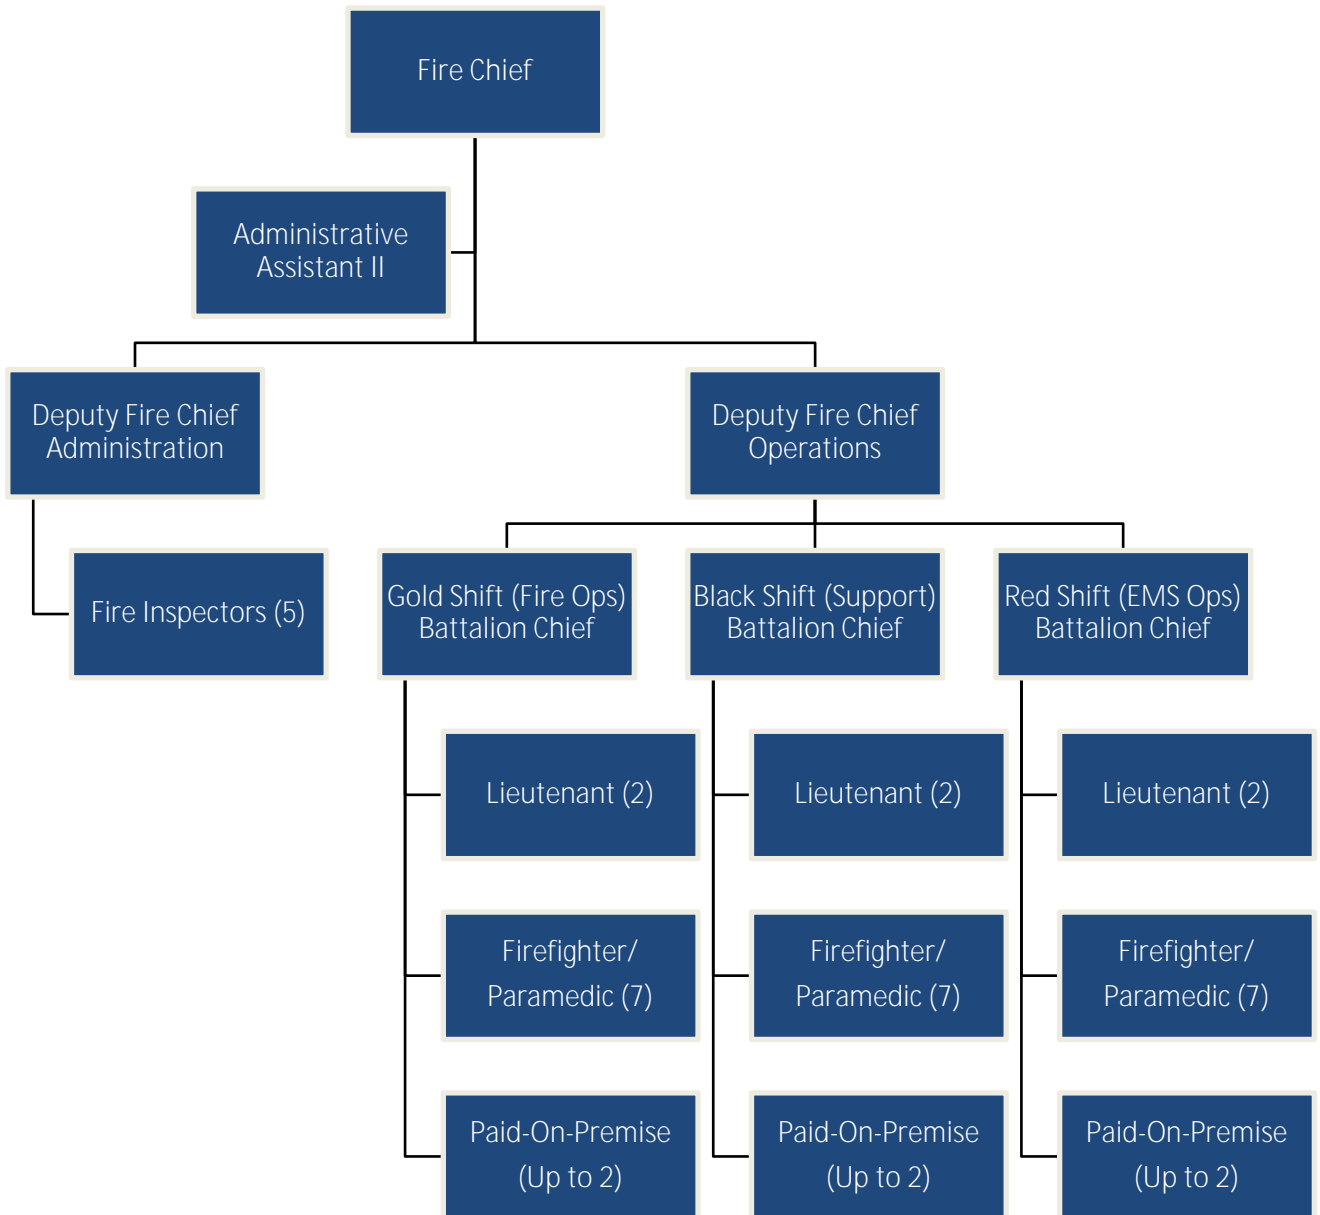 Fire Chief
Administrative
Assistant II
Deputy Fire Chief
Administration
Deputy Fire Chief
Operations
Fire Inspectors (5)
Gold Shift (Fire Ops)
Battalion Chief
Black Shift (Support)
Battalion Chief
Red Shift (EMS Ops)
Battalion Chief
Lieutenant (2)
Lieutenant (2)
Lieutenant (2)
Firefighter/
Paramedic (7)
Firefighter/
Paramedic (7)
Firefighter/
Paramedic (7)
Paid-On-Premise
(Up to 2)
Paid-On-Premise
(Up to 2)
Paid-On-Premise
(Up to 2)